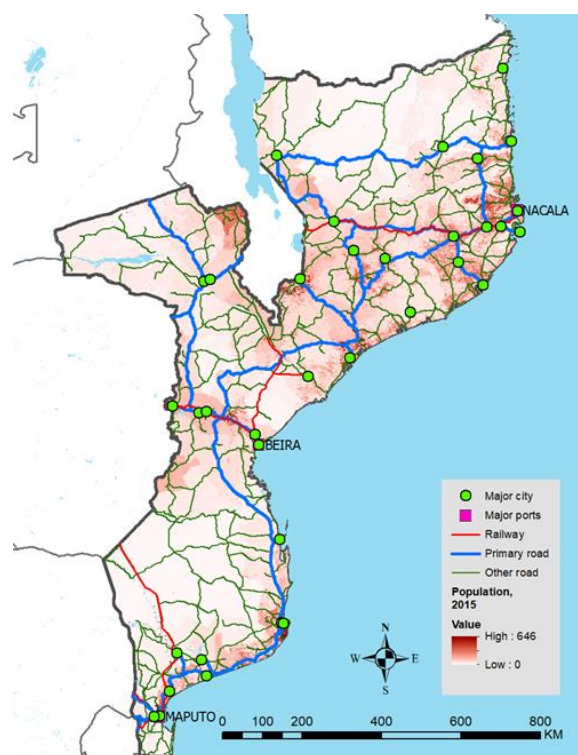 NACALA
BEIRA
MAPUTO
Major city
Major ports
Railway
Primary road
Other road
Population,
2015
Value
High : 646
Low : 0
N
W E
S
0 100 200 400 600 800
KM